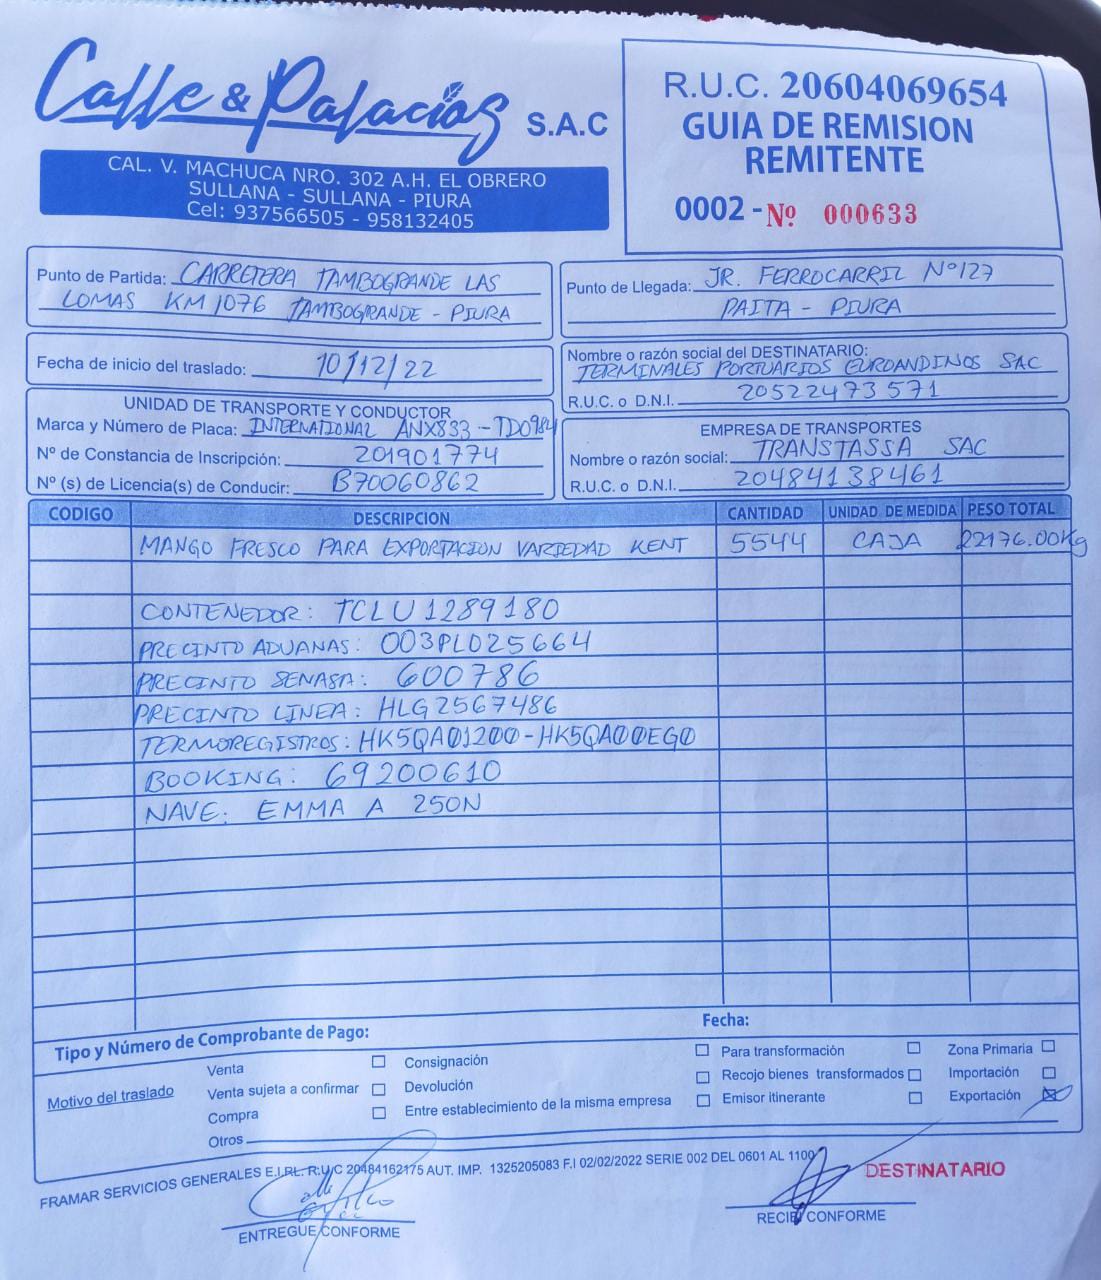 Calle & Palacios S.A.C
CAL. V. MACHUCA NRO. 302 A.H. EL OBRERO
SULLANA - SULLANA - PIURA
Cel: 937566505 - 958132405
R.U.C. 20604069654
GUIA DE REMISION
REMITENTE
0002 - Nº 000633
Punto de Partida: CARRETERA TAMBOGRANDE LAS
LOMAS KM 1076 TAMBOGRANDE - PIURA
Punto de Llegada: JR. FERROCARRIL Nº127
PAITA - PIURA
Fecha de inicio del traslado: 10/12/22
Nombre o razón social del DESTINATARIO:
TERMINALES PORTUARIOS EUROANDINOS SAC
R.U.C. o D.N.I. 20522473571
UNIDAD DE TRANSPORTE Y CONDUCTOR
Marca y Número de Placa: INTERNATIONAL ANX833 - TD0984
Nº de Constancia de Inscripción: 201901774
Nº (s) de Licencia(s) de Conducir: B70060862
EMPRESA DE TRANSPORTES
Nombre o razón social: TRANSTASSA SAC
R.U.C. o D.N.I. 20484138461
CODIGO DESCRIPCION CANTIDAD UNIDAD DE MEDIDA PESO TOTAL
MANGO FRESCO PARA EXPORTACION VARIEDAD KENT 5544 CAJA 22176.00Kg
CONTENEDOR: TCLU1289180
PRECINTO ADUANAS: 003PL025664
PRECINTO SENASA: 600786
PRECINTO LINEA: HLG2567486
TERMOREGISTROS: HK5QA01200-HK5QA00EG0
BOOKING: 69200610
NAVE: EMMA A 250N
Tipo y Número de Comprobante de Pago: Fecha:
Motivo del traslado
Venta
Venta sujeta a confirmar
Compra
Otros
Consignación
Devolución
Entre establecimiento de la misma empresa
Para transformación
Recojo bienes transformados
Emisor itinerante
Zona Primaria
Importación
Exportación
FRAMAR SERVICIOS GENERALES E.I.R.L. R.U.C 20484162175 AUT. IMP. 1325205083 F.I 02/02/2022 SERIE 002 DEL 0601 AL 1100
DESTINATARIO
ENTREGUE CONFORME
RECIBI CONFORME